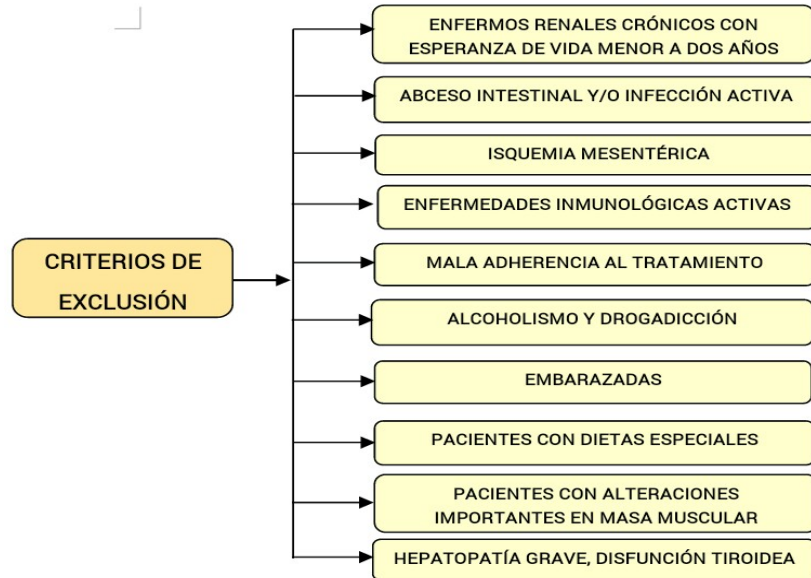 ENFERMOS RENALES CRÓNICOS CON
ESPERANZA DE VIDA MENOR A DOS AÑOS
ABCESO INTESTINAL Y/O INFECCIÓN ACTIVA
ISQUEMIA MESENTÉRICA
ENFERMEDADES INMUNOLÓGICAS ACTIVAS
CRITERIOS DE
EXCLUSIÓN
MALA ADHERENCIA AL TRATAMIENTO
ALCOHOLISMO Y DROGADICCIÓN
EMBARAZADAS
PACIENTES CON DIETAS ESPECIALES
PACIENTES CON ALTERACIONES
IMPORTANTES EN MASA MUSCULAR
HEPATOPATÍA GRAVE, DISFUNCIÓN TIROIDEA